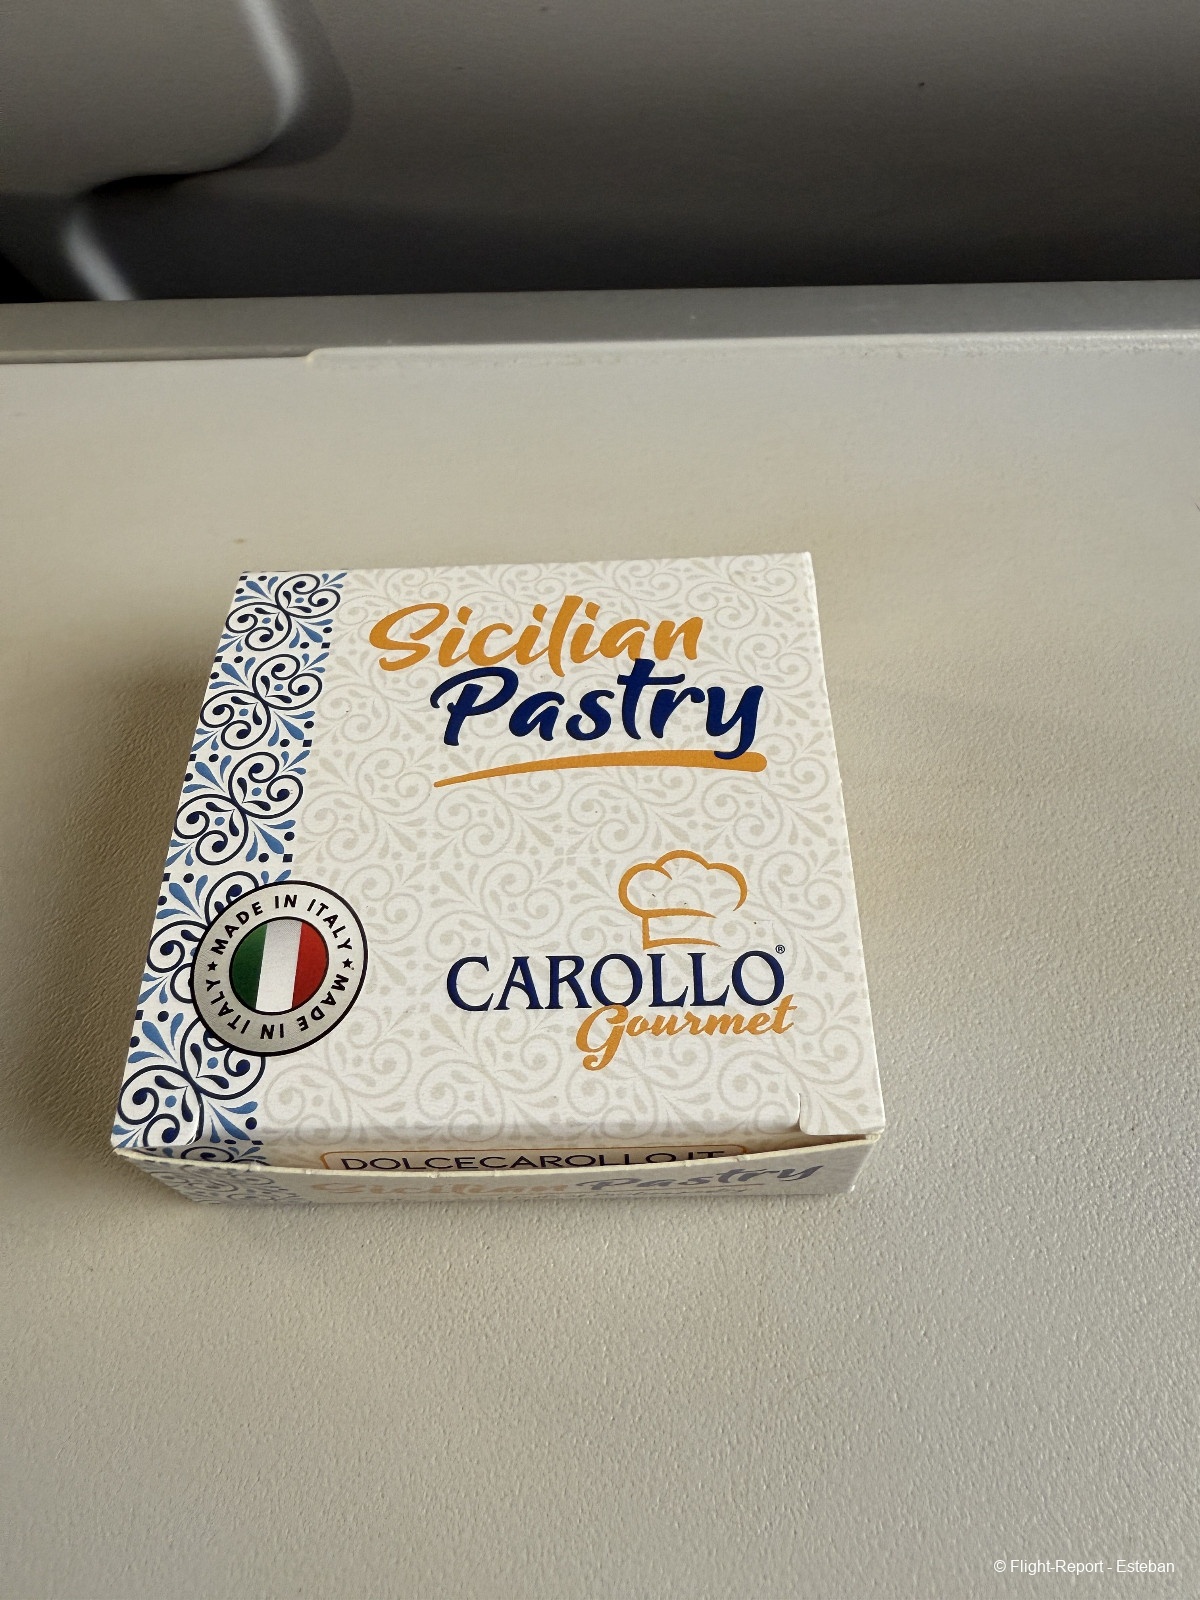 Sicilian
Pastry
MADE IN ITALY ★ MADE IN ITALY ★
CAROLLO®
Gourmet
DOLCECAROLLO.IT
Sicilian Pastry
© Flight-Report - Esteban